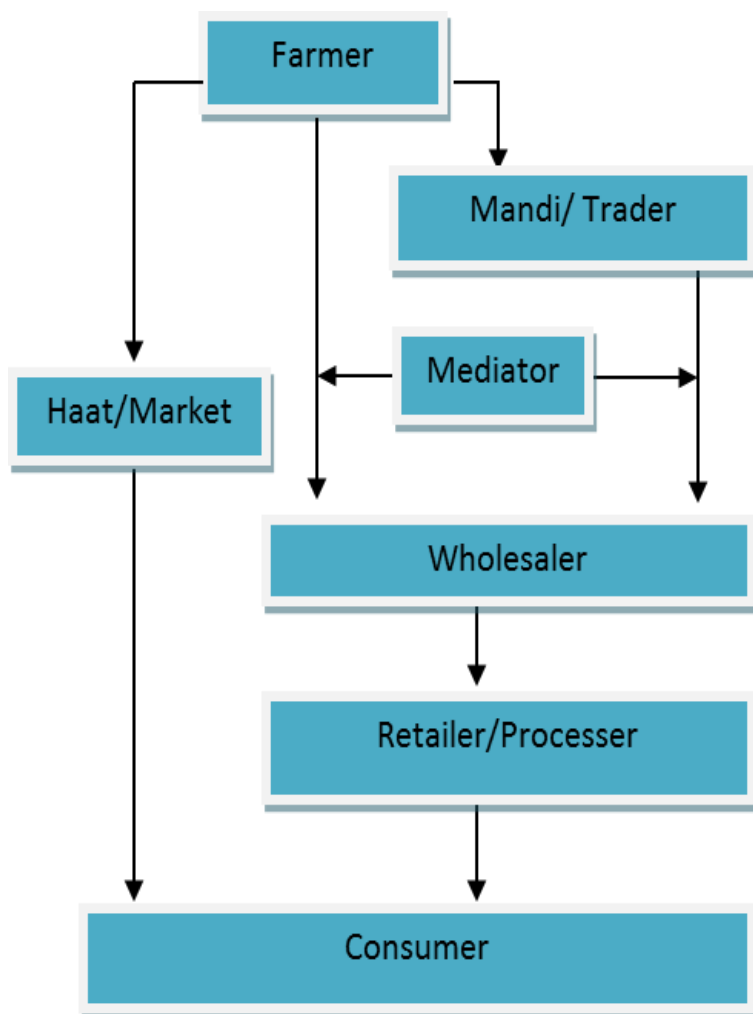 Farmer
Mandi/ Trader
Mediator
Haat/Market
Wholesaler
Retailer/Processer
Consumer